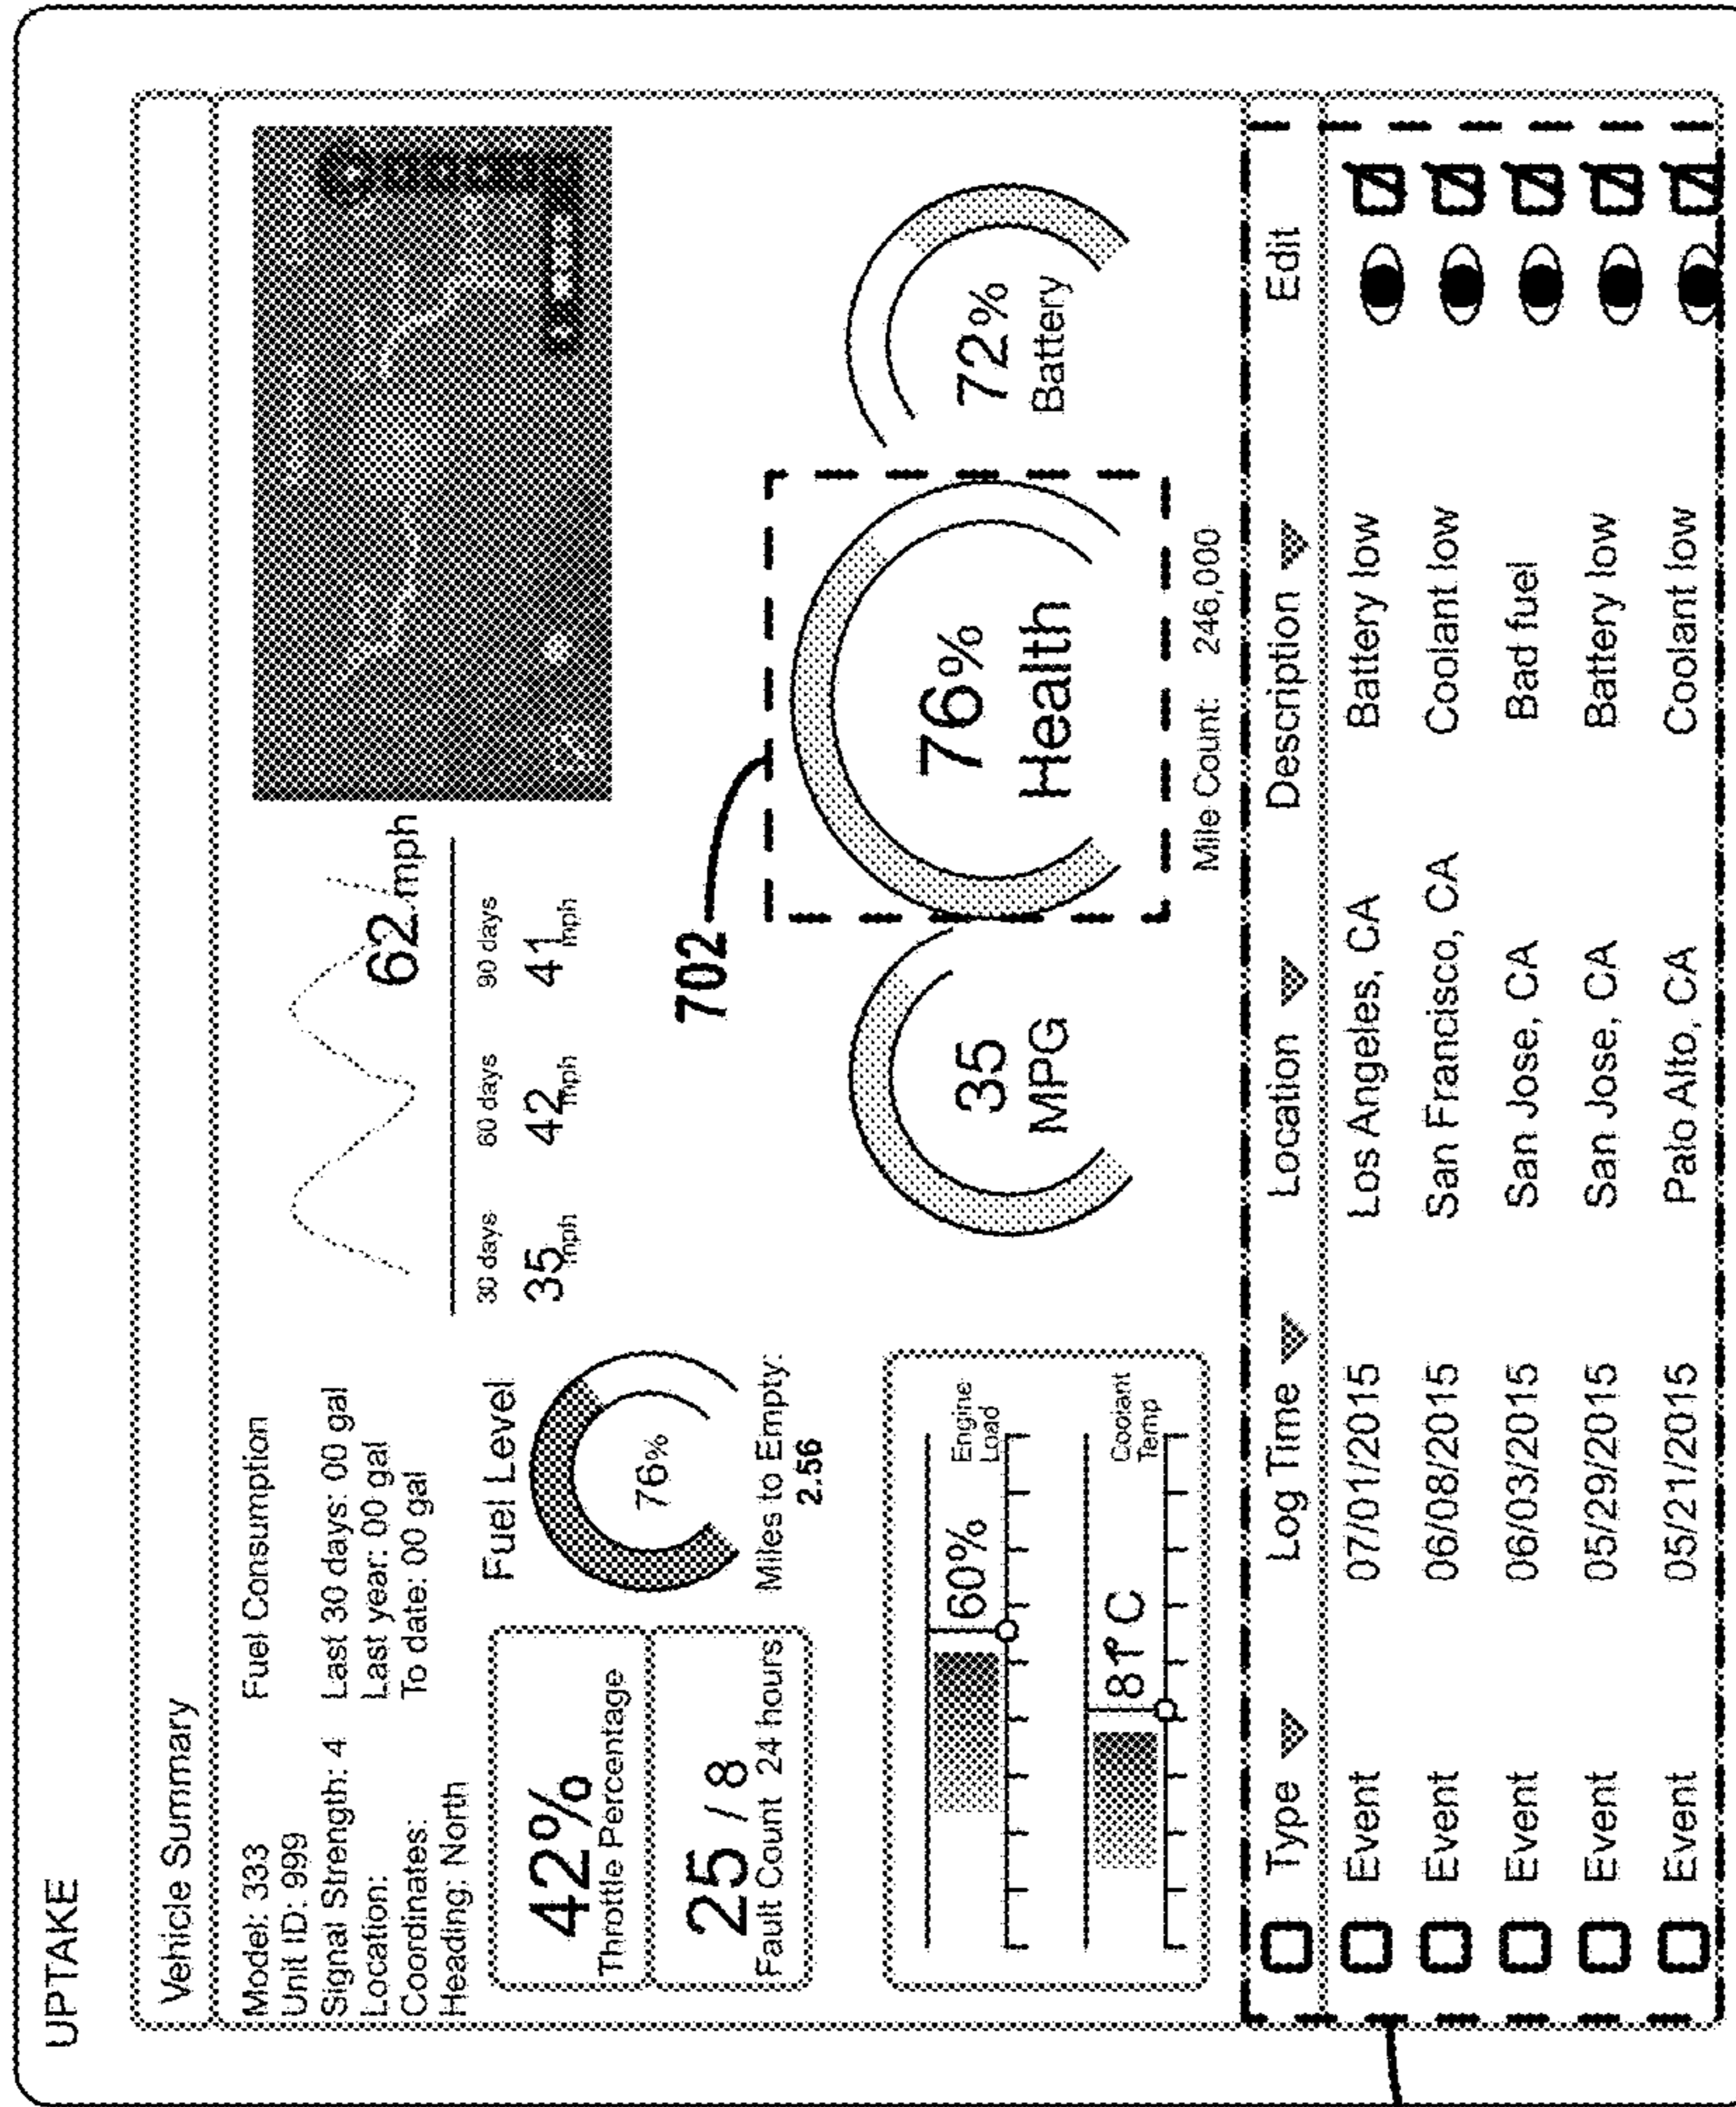 UPTAKE
Vehicle Summary
Model: 333
Unit ID: 999
Signal Strength: 4
Location:
Coordinates:
Heading: North
Fuel Consumption
Last 30 days: 00 gal
Last year: 00 gal
To date: 00 gal
42%
Throttle Percentage
25 / 8
Fault Count 24 hours
Fuel Level
76%
Miles to Empty:
2.56
62 mph
30 days 60 days 90 days
35 mph 42 mph 41 mph
60%
Engine
Load
81°C
Coolant
Temp
702
35
MPG
76%
Health
72%
Battery
Mile Count: 246,000
Type Log Time Location Description Edit
Event 07/01/2015 Los Angeles, CA Battery low
Event 06/08/2015 San Francisco, CA Coolant low
Event 06/03/2015 San Jose, CA Bad fuel
Event 05/29/2015 San Jose, CA Battery low
Event 05/21/2015 Palo Alto, CA Coolant low